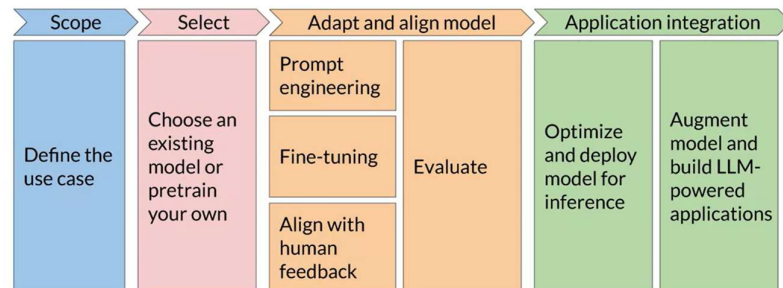 Scope
Select
Adapt and align model
Application integration
Define the
use case
Choose an
existing
model or
pretrain
your own
Prompt
engineering
Fine-tuning
Align with
human
feedback
Evaluate
Optimize
and deploy
model for
inference
Augment
model and
build LLM-
powered
applications